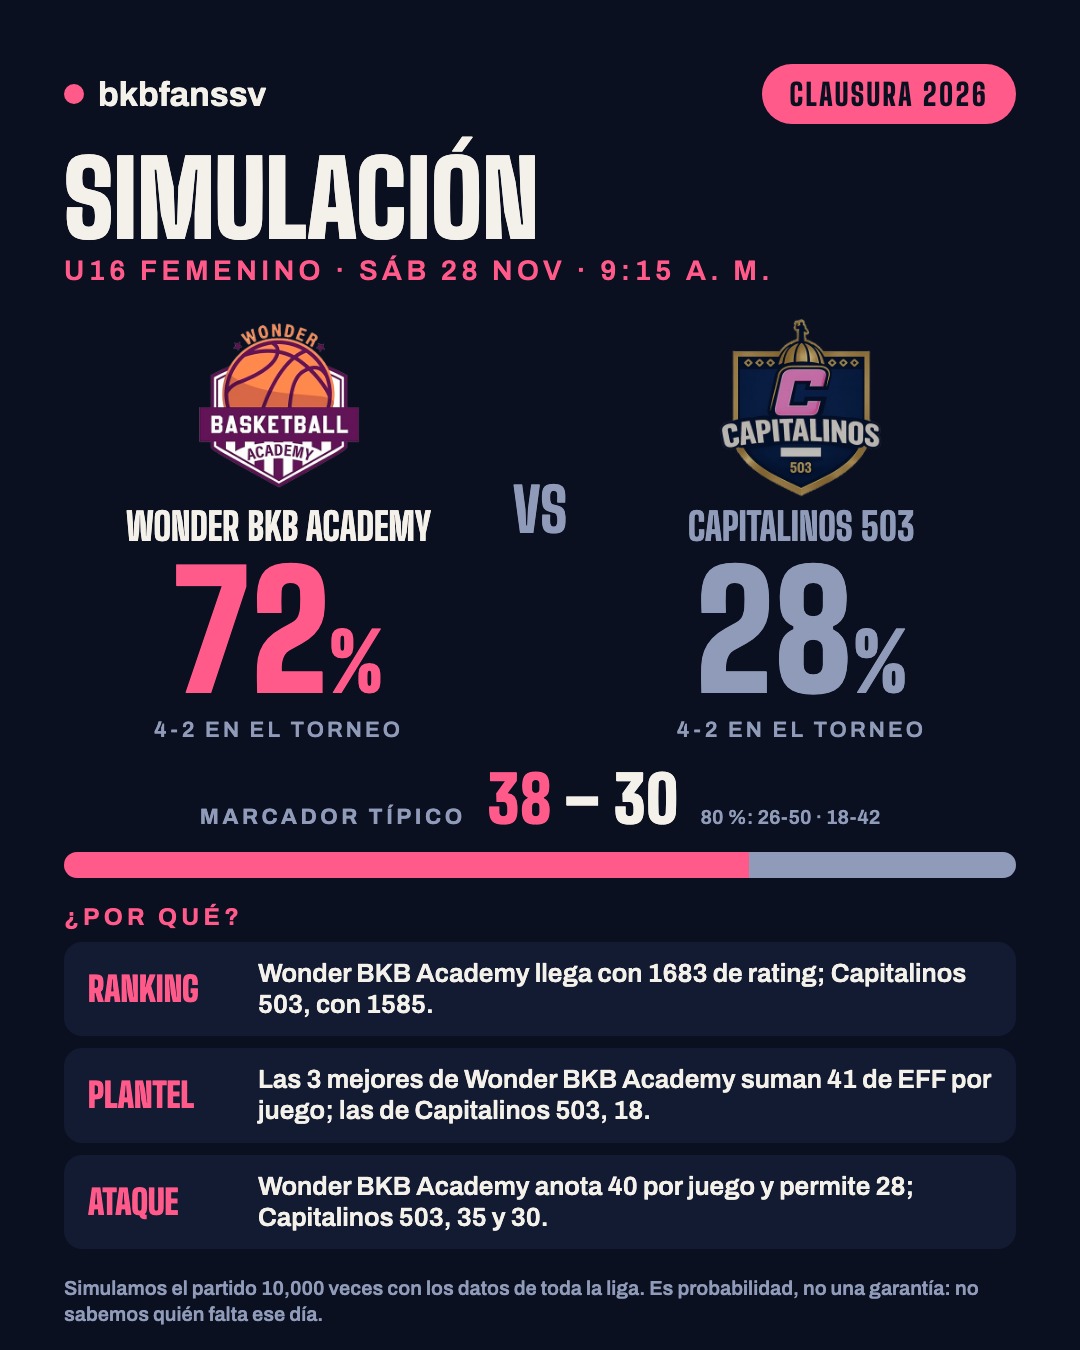 bkbfanssv
CLAUSURA 2026
SIMULACIÓN
U16 FEMENINO · SÁB 28 NOV · 9:15 A. M.
WONDER
BASKETBALL
ACADEMY
C
CAPITALINOS
503
WONDER BKB ACADEMY
VS
CAPITALINOS 503
72%
28%
4-2 EN EL TORNEO
4-2 EN EL TORNEO
MARCADOR TÍPICO 38 – 30 80 %: 26-50 · 18-42
¿POR QUÉ?
RANKING
Wonder BKB Academy llega con 1683 de rating; Capitalinos
503, con 1585.
PLANTEL
Las 3 mejores de Wonder BKB Academy suman 41 de EFF por
juego; las de Capitalinos 503, 18.
ATAQUE
Wonder BKB Academy anota 40 por juego y permite 28;
Capitalinos 503, 35 y 30.
Simulamos el partido 10,000 veces con los datos de toda la liga. Es probabilidad, no una garantía: no
sabemos quién falta ese día.